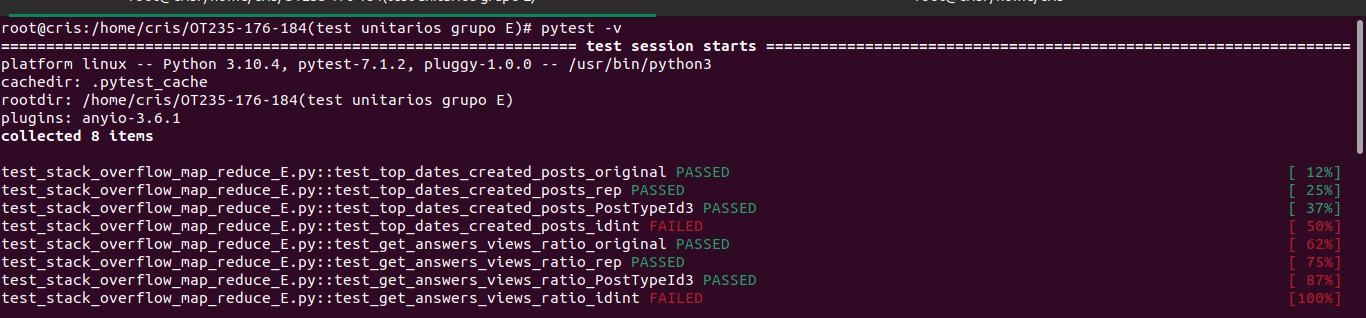 root@cris:/home/cris/OT235-176-184(test unitarios grupo E)# pytest -v
================================================================ test session starts =================================================================
platform linux -- Python 3.10.4, pytest-7.1.2, pluggy-1.0.0 -- /usr/bin/python3
cachedir: .pytest_cache
rootdir: /home/cris/OT235-176-184(test unitarios grupo E)
plugins: anyio-3.6.1
collected 8 items
test_stack_overflow_map_reduce_E.py::test_top_dates_created_posts_original PASSED [ 12%]
test_stack_overflow_map_reduce_E.py::test_top_dates_created_posts_rep PASSED [ 25%]
test_stack_overflow_map_reduce_E.py::test_top_dates_created_posts_PostTypeId3 PASSED [ 37%]
test_stack_overflow_map_reduce_E.py::test_top_dates_created_posts_idint FAILED [ 50%]
test_stack_overflow_map_reduce_E.py::test_get_answers_views_ratio_original PASSED [ 62%]
test_stack_overflow_map_reduce_E.py::test_get_answers_views_ratio_rep PASSED [ 75%]
test_stack_overflow_map_reduce_E.py::test_get_answers_views_ratio_PostTypeId3 PASSED [ 87%]
test_stack_overflow_map_reduce_E.py::test_get_answers_views_ratio_idint FAILED [100%]